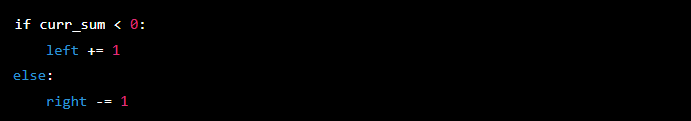 if curr_sum < 0:
    left += 1
else:
    right -= 1